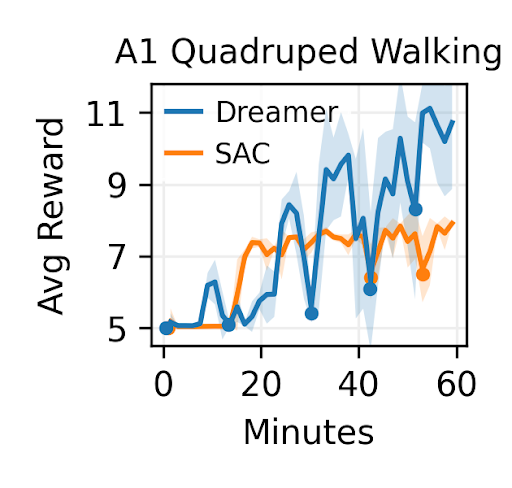 A1 Quadruped Walking
Avg Reward
11
9
7
5
Dreamer
SAC
0 20 40 60
Minutes